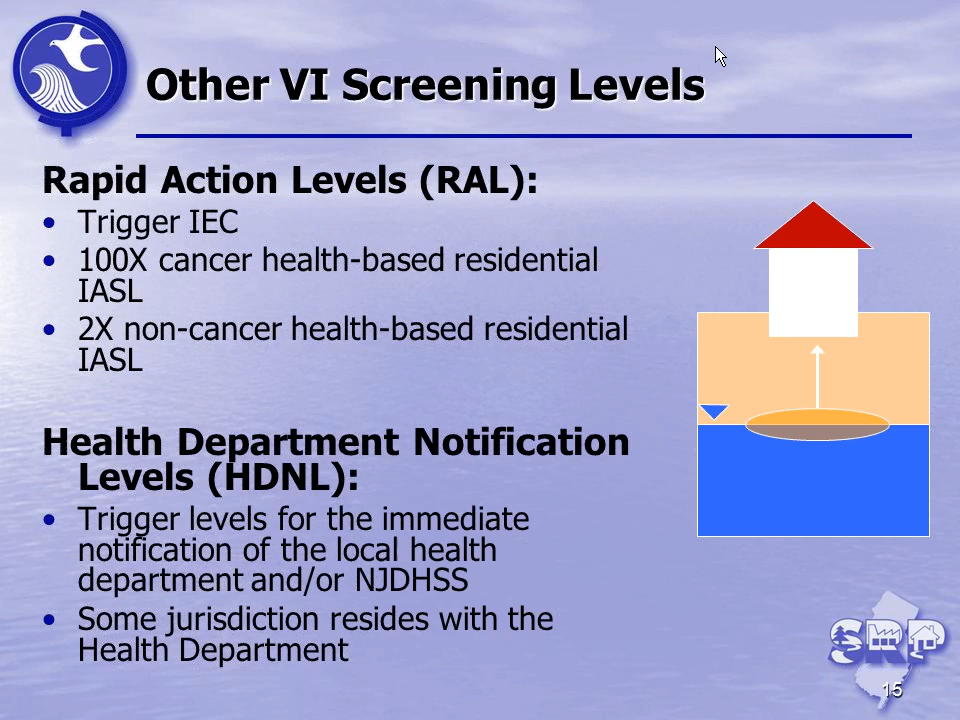 Other VI Screening Levels
Rapid Action Levels (RAL):
• Trigger IEC
• 100X cancer health-based residential
IASL
• 2X non-cancer health-based residential
IASL
Health Department Notification
Levels (HDNL):
• Trigger levels for the immediate
notification of the local health
department and/or NJDHSS
• Some jurisdiction resides with the
Health Department
SRP
15